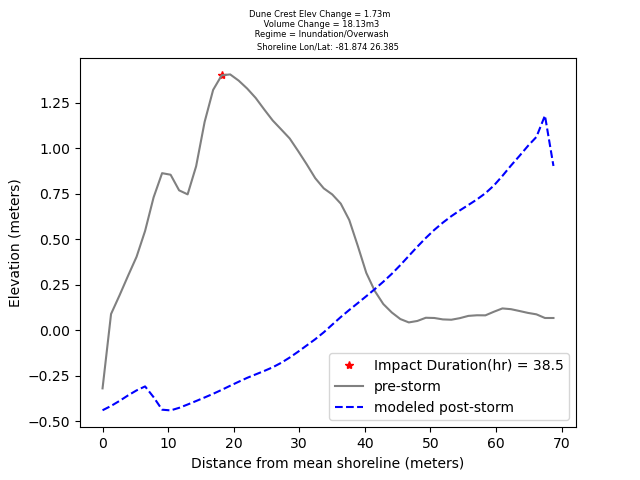 Dune Crest Elev Change = 1.73m
Volume Change = 18.13m3
Regime = Inundation/Overwash
Shoreline Lon/Lat: -81.874 26.385
Elevation (meters)
1.25
1.00
0.75
0.50
0.25
0.00
−0.25
−0.50
Impact Duration(hr) = 38.5
pre-storm
modeled post-storm
0 10 20 30 40 50 60 70
Distance from mean shoreline (meters)